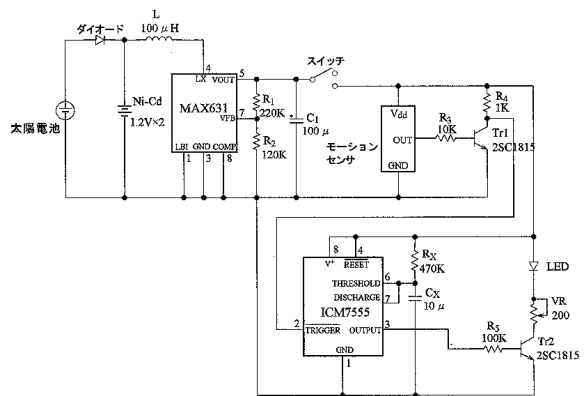 L
100μH
ダイオード
スイッチ
4
LX
VOUT
5
MAX631
VFB
7
LBI
GND
COMP
1
3
8
Ni-Cd
1.2V×2
太陽電池
R1
220K
R2
120K
C1
100μ
+
Vdd
OUT
GND
モーション
センサ
R3
10K
R4
1K
Tr1
2SC1815
8
4
V+
RESET
THRESHOLD
6
DISCHARGE
7
ICM7555
2
TRIGGER
OUTPUT
3
GND
1
RX
470K
CX
10μ
R5
100K
LED
VR
200
Tr2
2SC1815